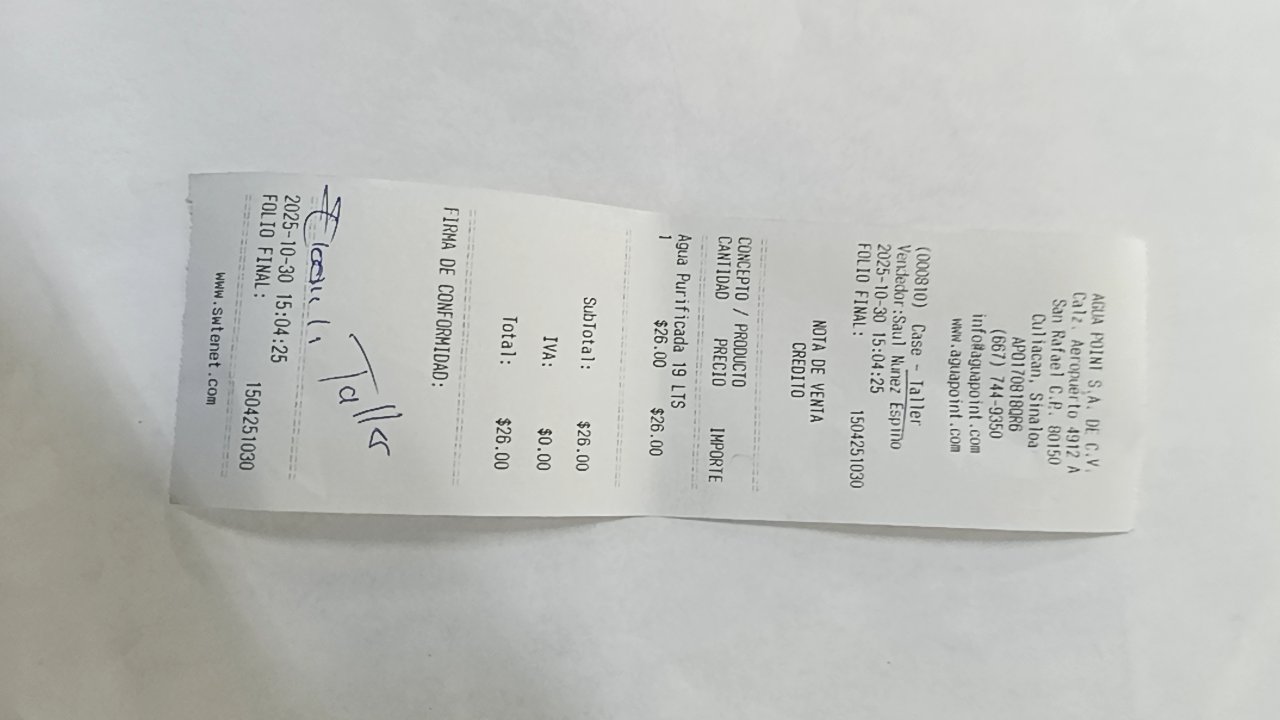 AGUA POINT S.A. DE C.V.
Calz. Aeropuerto 4912 A
San Rafael C.P. 80150
Culiacan, Sinaloa
APO170818QR6
(667) 744-9350
info@aguapoint.com
www.aguapoint.com
(000810) Case - Taller
Vendedor:Saul Nunez Espino
2025-10-30 15:04:25
FOLIO FINAL: 1504251030
NOTA DE VENTA
CREDITO
CONCEPTO / PRODUCTO
CANTIDAD PRECIO IMPORTE
Agua Purificada 19 LTS
1 $26.00 $26.00
SubTotal: $26.00
IVA: $0.00
Total: $26.00
FIRMA DE CONFORMIDAD:
Taller
2025-10-30 15:04:25
FOLIO FINAL: 1504251030
www.swtenet.com